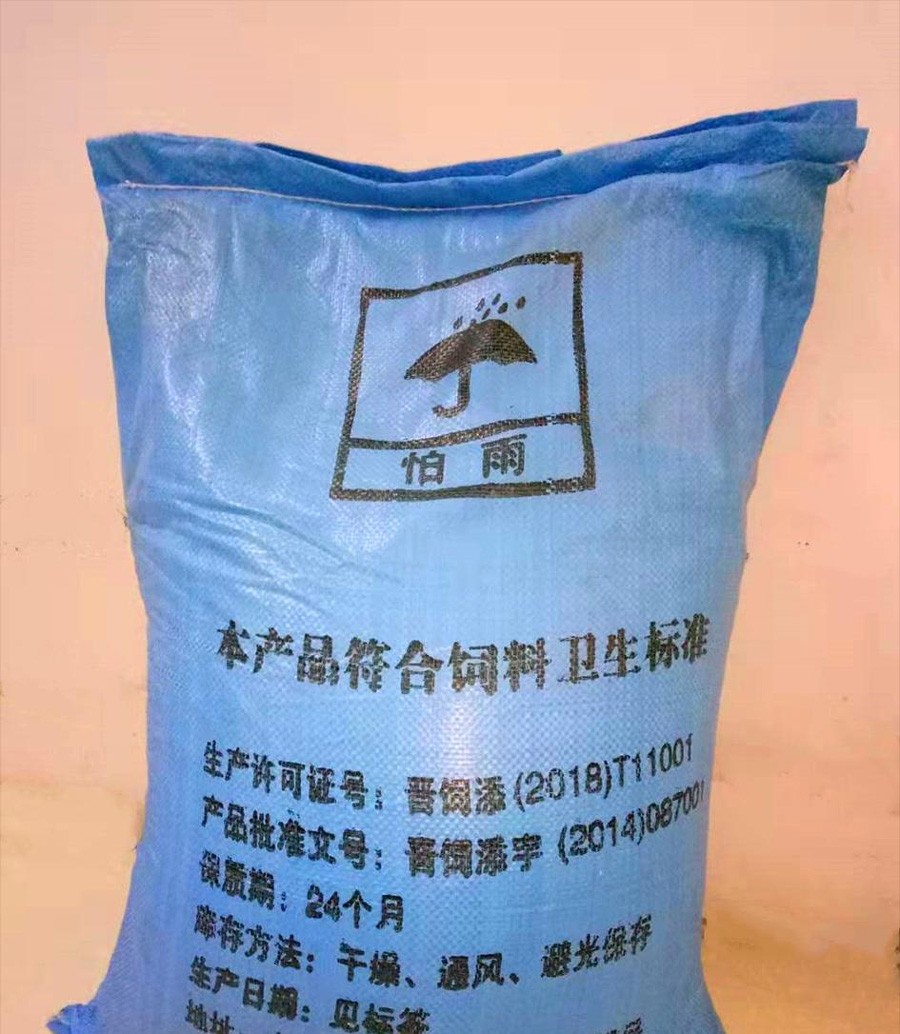 怕雨
本产品符合饲料卫生标准
生产许可证号：晋饲添(2018)T11001
产品批准文号：晋饲添字(2014)087001
保质期：24个月
库存方法：干燥、通风、避光保存
生产日期：见标签
地址：